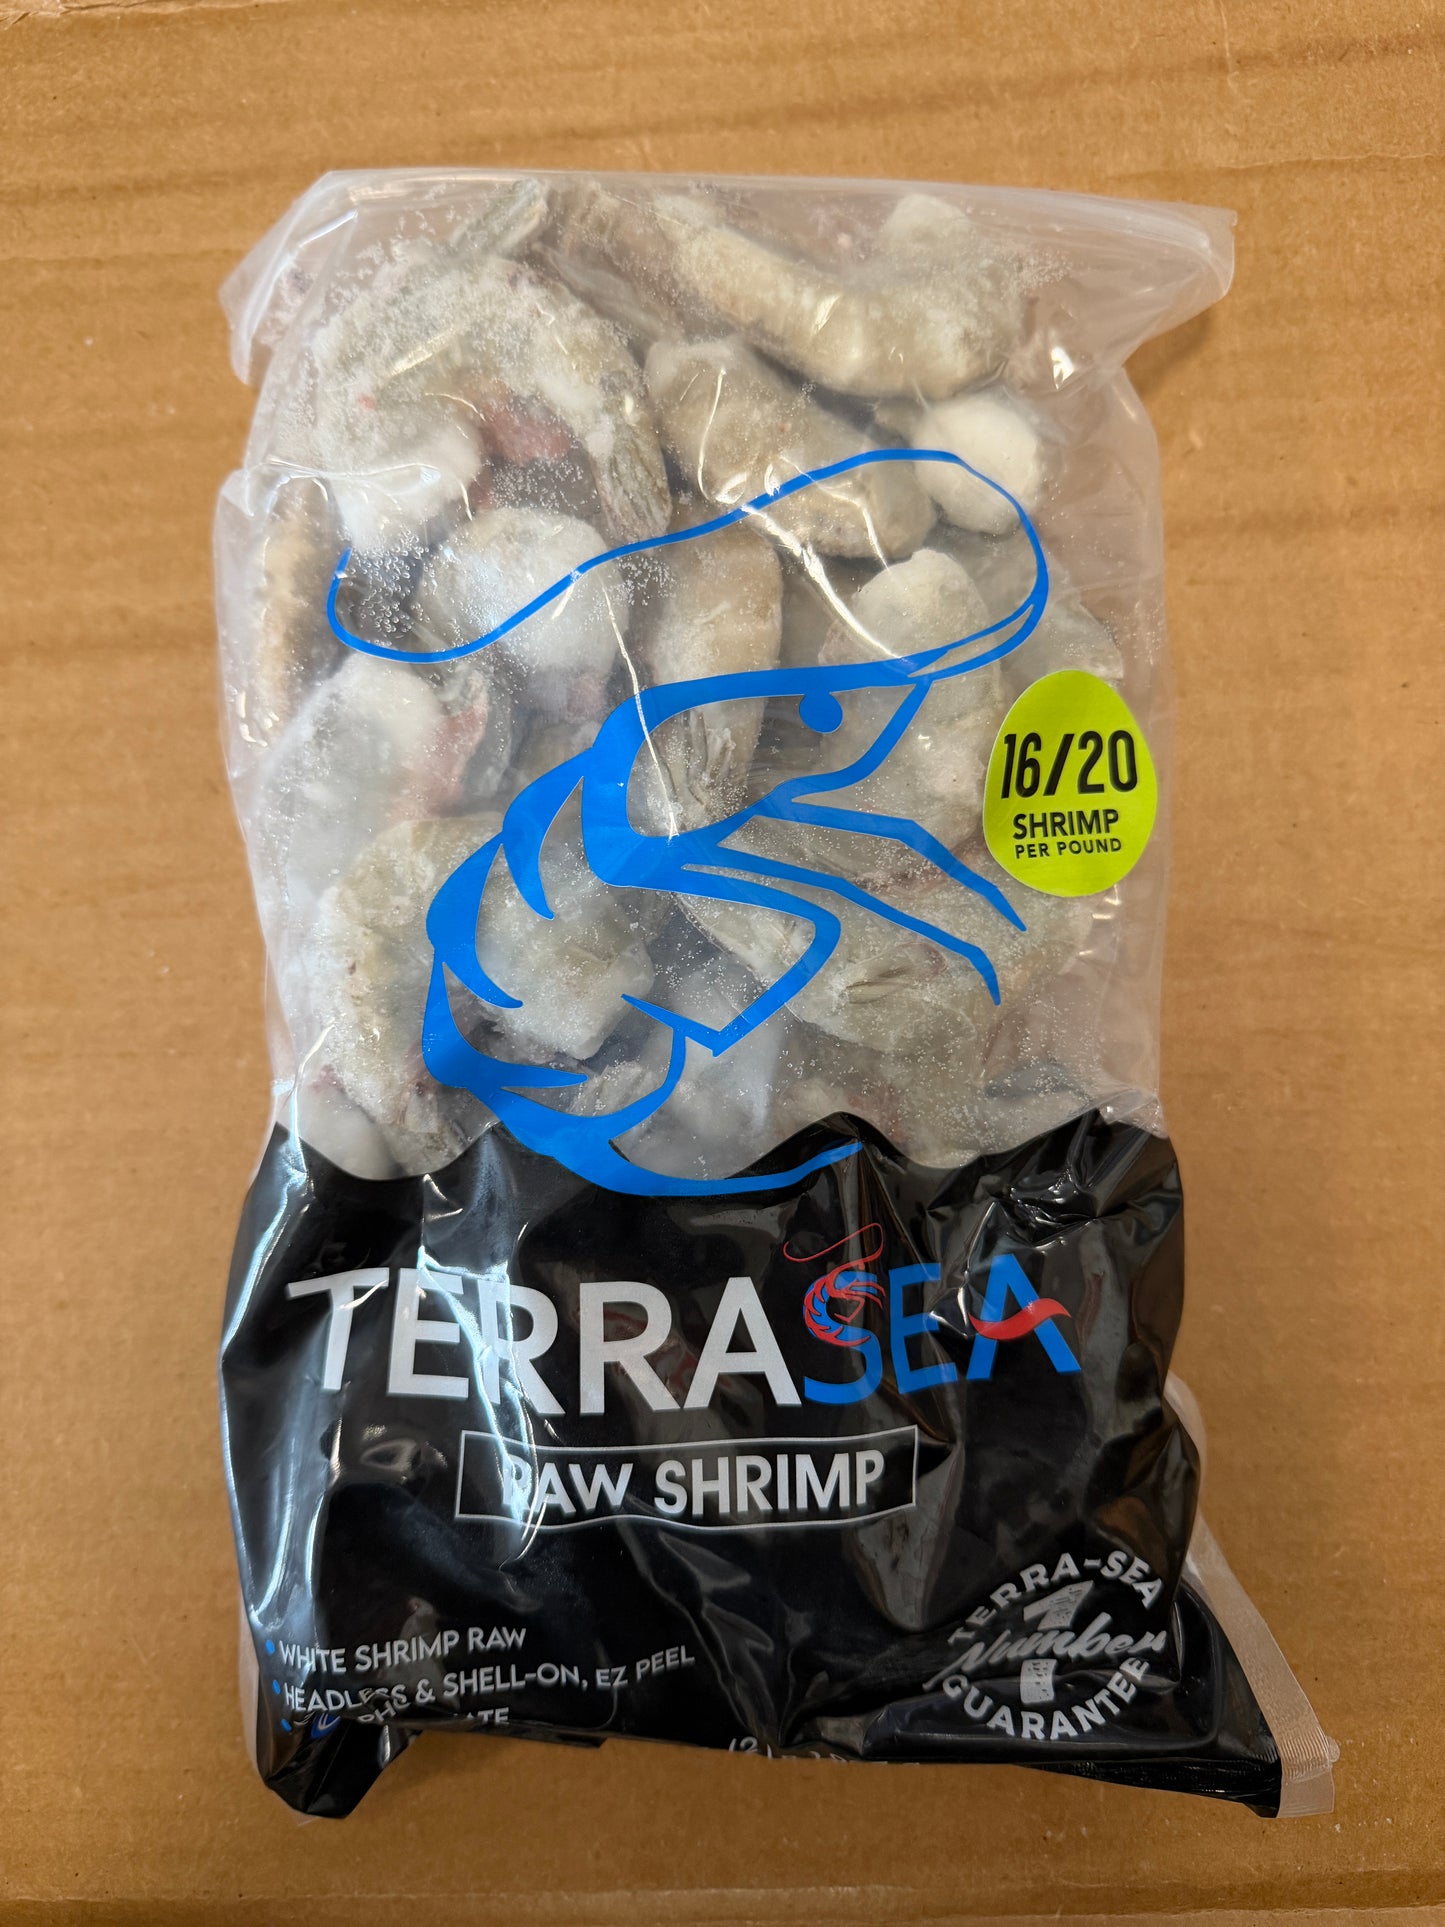 16/20
SHRIMP
PER POUND
TERRASEA
RAW SHRIMP
WHITE SHRIMP RAW
HEADLESS & SHELL-ON, EZ PEEL
TERRA-SEA
Number
1
GUARANTEE